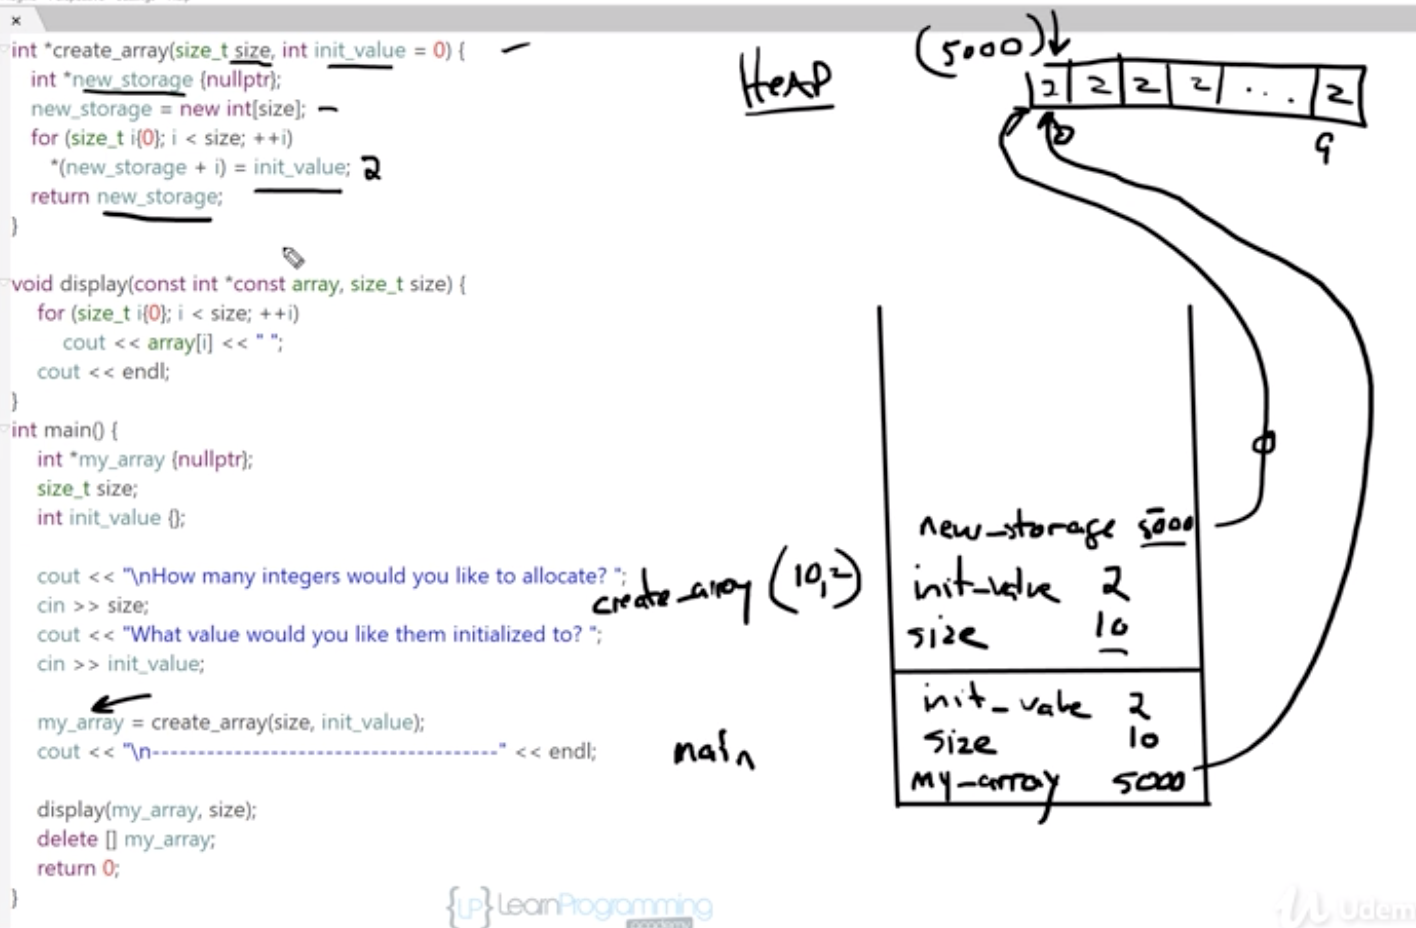 int *create_array(size_t size, int init_value = 0) {
int *new_storage {nullptr};
new_storage = new int[size];
for (size_t i{0}; i < size; ++i)
*(new_storage + i) = init_value; 2
return new_storage;
}
void display(const int *const array, size_t size) {
for (size_t i{0}; i < size; ++i)
cout << array[i] << " ";
cout << endl;
}
int main() {
int *my_array {nullptr};
size_t size;
int init_value {};
cout << "\nHow many integers would you like to allocate? ";
cin >> size;
cout << "What value would you like them initialized to? ";
cin >> init_value;
my_array = create_array(size, init_value);
cout << "\n-------------------------------------" << endl;
display(my_array, size);
delete [] my_array;
return 0;
}
HEAP
(5000)
2 2 2 2 ... 2
0 9
create_array (10,2)
new_storage 5000
init_value 2
size 10
main
init_value 2
size 10
my_array 5000
{LP} LearnProgramming
academy
Udem